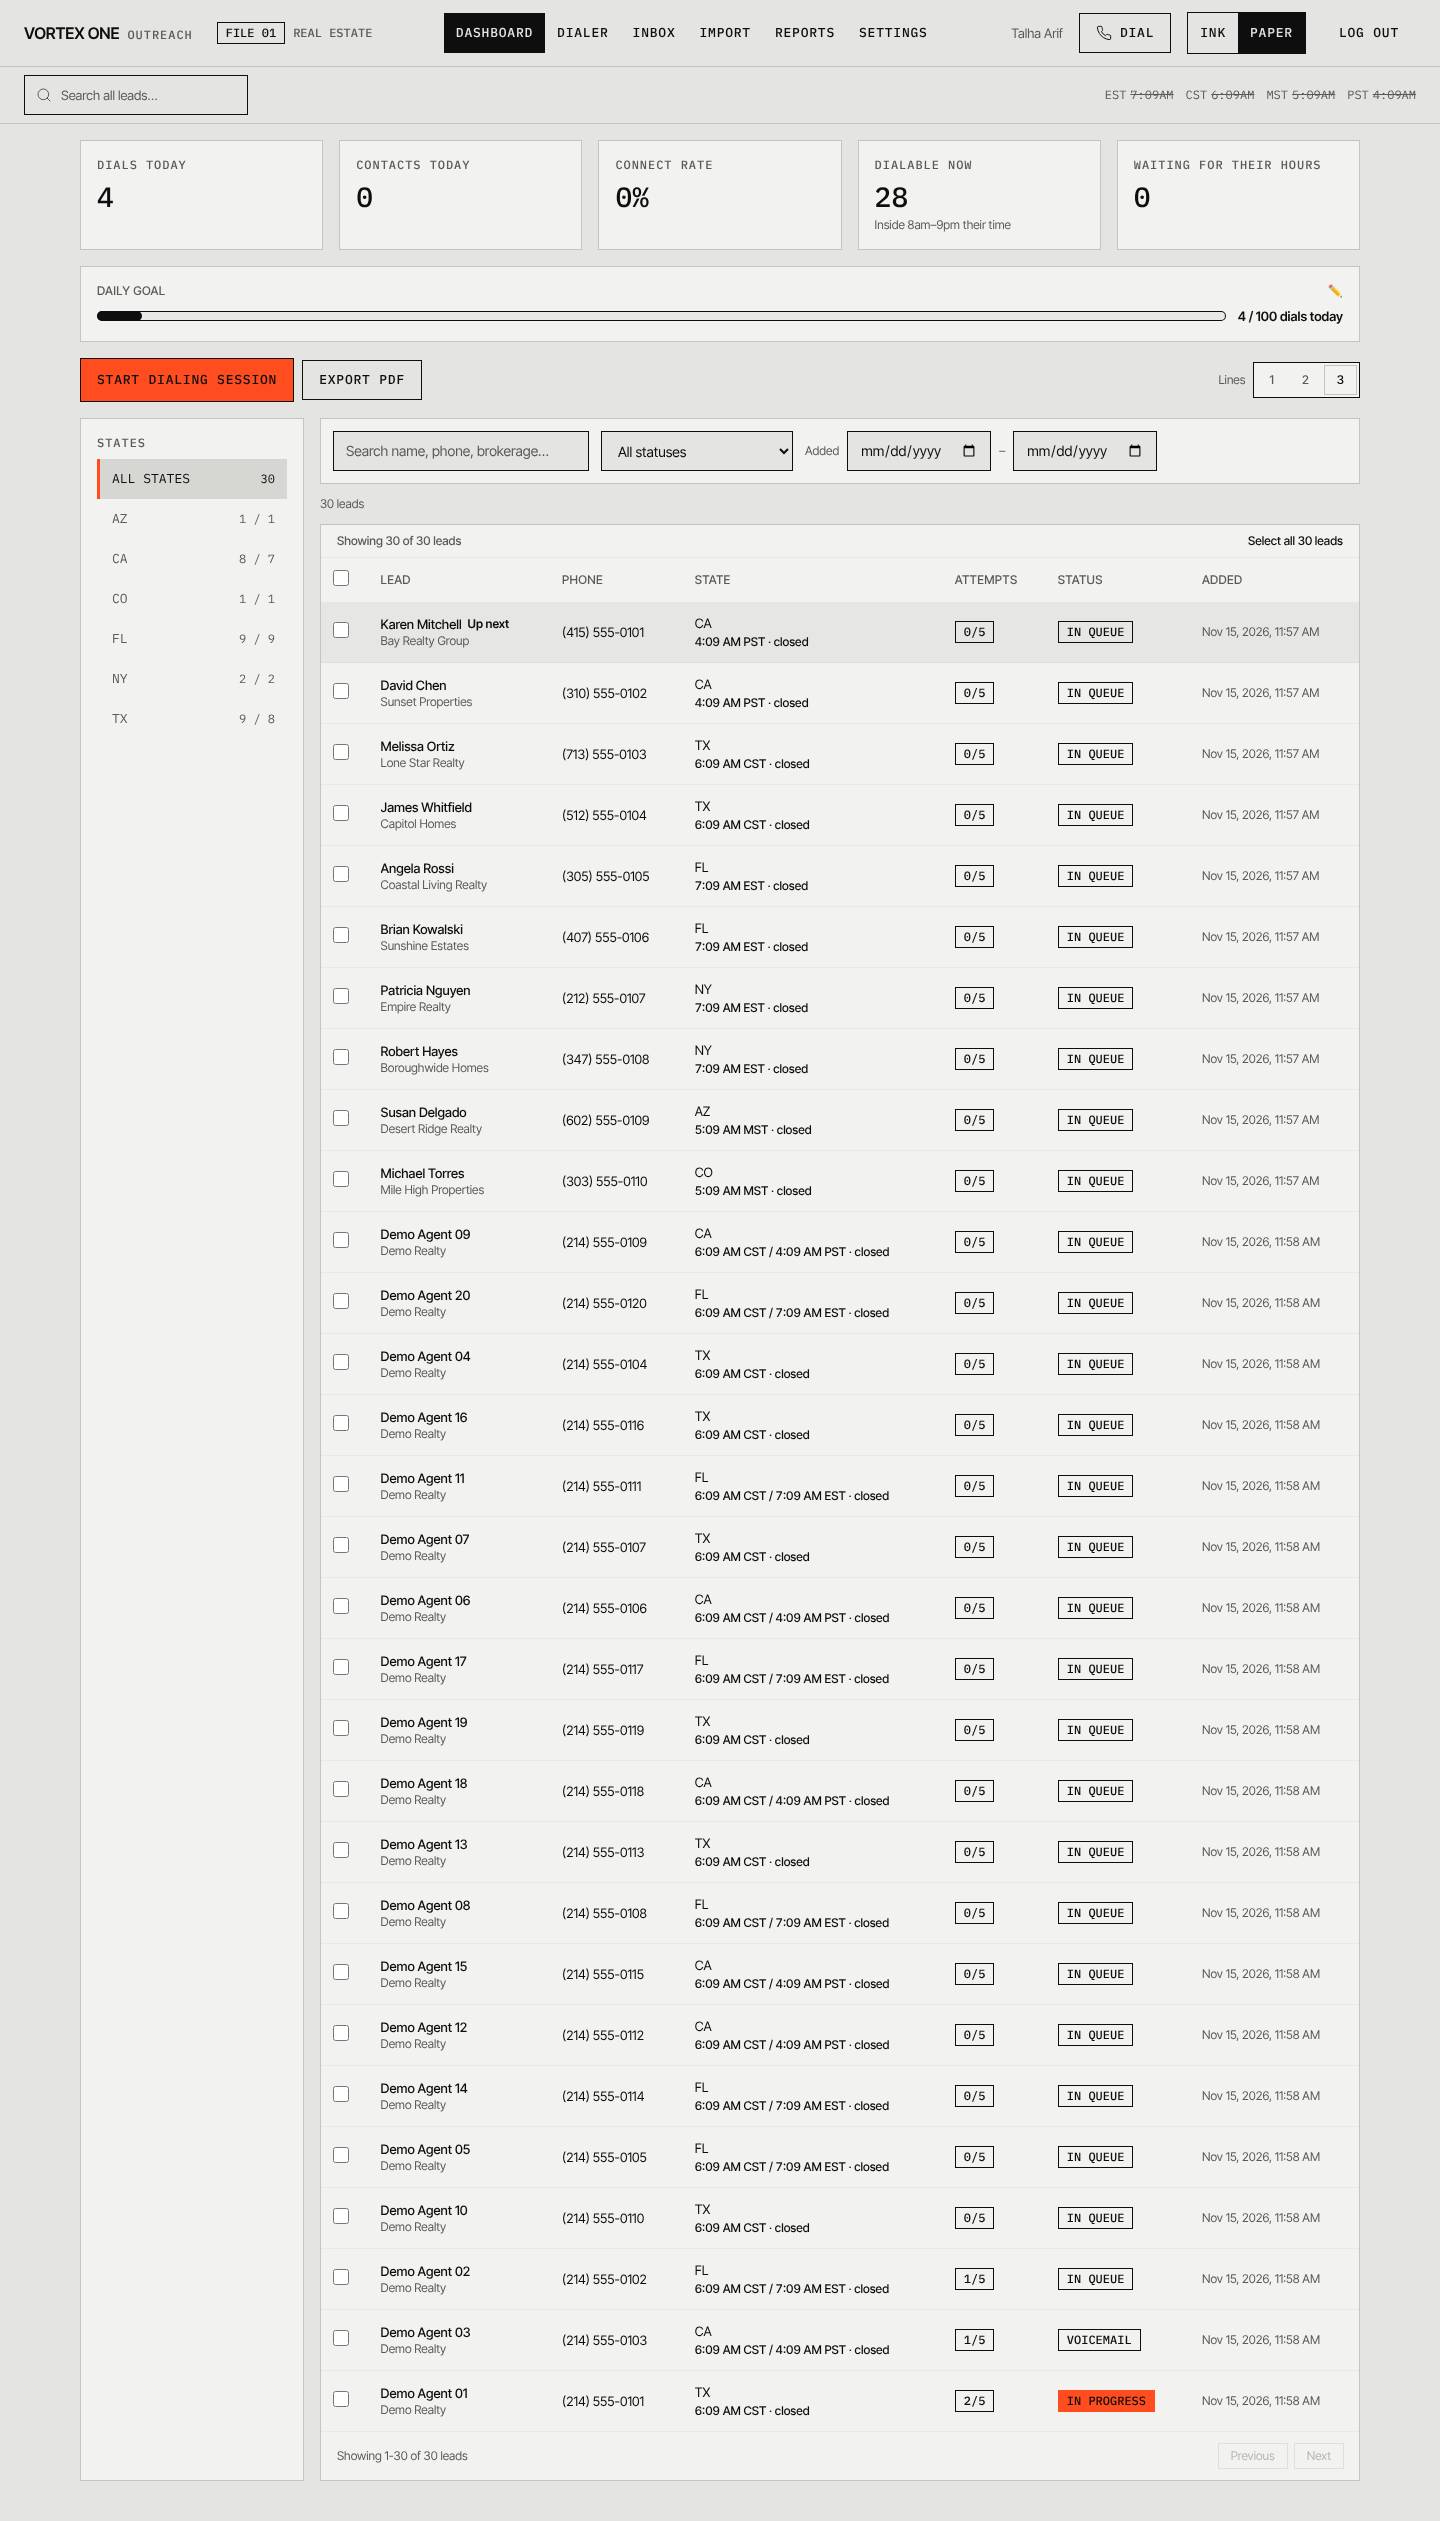 VORTEX ONE OUTREACH FILE 01 REAL ESTATE DASHBOARD DIALER INBOX IMPORT REPORTS SETTINGS Talha Arif DIAL INK PAPER LOG OUT
Search all leads... EST 7:09AM CST 6:09AM MST 5:09AM PST 4:09AM
DIALS TODAY CONTACTS TODAY CONNECT RATE DIALABLE NOW WAITING FOR THEIR HOURS
4 0 0% 28 0
Inside 8am–9pm their time
DAILY GOAL
4 / 100 dials today
START DIALING SESSION EXPORT PDF Lines 1 2 3
STATES
ALL STATES 30
AZ 1 / 1
CA 8 / 7
CO 1 / 1
FL 9 / 9
NY 2 / 2
TX 9 / 8
Search name, phone, brokerage... All statuses Added mm/dd/yyyy – mm/dd/yyyy
30 leads
Showing 30 of 30 leads Select all 30 leads
LEAD PHONE STATE ATTEMPTS STATUS ADDED
Karen Mitchell Up next (415) 555-0101 CA 0/5 IN QUEUE Nov 15, 2026, 11:57 AM
Bay Realty Group 4:09 AM PST · closed
David Chen (310) 555-0102 CA 0/5 IN QUEUE Nov 15, 2026, 11:57 AM
Sunset Properties 4:09 AM PST · closed
Melissa Ortiz (713) 555-0103 TX 0/5 IN QUEUE Nov 15, 2026, 11:57 AM
Lone Star Realty 6:09 AM CST · closed
James Whitfield (512) 555-0104 TX 0/5 IN QUEUE Nov 15, 2026, 11:57 AM
Capitol Homes 6:09 AM CST · closed
Angela Rossi (305) 555-0105 FL 0/5 IN QUEUE Nov 15, 2026, 11:57 AM
Coastal Living Realty 7:09 AM EST · closed
Brian Kowalski (407) 555-0106 FL 0/5 IN QUEUE Nov 15, 2026, 11:57 AM
Sunshine Estates 7:09 AM EST · closed
Patricia Nguyen (212) 555-0107 NY 0/5 IN QUEUE Nov 15, 2026, 11:57 AM
Empire Realty 7:09 AM EST · closed
Robert Hayes (347) 555-0108 NY 0/5 IN QUEUE Nov 15, 2026, 11:57 AM
Boroughwide Homes 7:09 AM EST · closed
Susan Delgado (602) 555-0109 AZ 0/5 IN QUEUE Nov 15, 2026, 11:57 AM
Desert Ridge Realty 5:09 AM MST · closed
Michael Torres (303) 555-0110 CO 0/5 IN QUEUE Nov 15, 2026, 11:57 AM
Mile High Properties 5:09 AM MST · closed
Demo Agent 09 (214) 555-0109 CA 0/5 IN QUEUE Nov 15, 2026, 11:58 AM
Demo Realty 6:09 AM CST / 4:09 AM PST · closed
Demo Agent 20 (214) 555-0120 FL 0/5 IN QUEUE Nov 15, 2026, 11:58 AM
Demo Realty 6:09 AM CST / 7:09 AM EST · closed
Demo Agent 04 (214) 555-0104 TX 0/5 IN QUEUE Nov 15, 2026, 11:58 AM
Demo Realty 6:09 AM CST · closed
Demo Agent 16 (214) 555-0116 TX 0/5 IN QUEUE Nov 15, 2026, 11:58 AM
Demo Realty 6:09 AM CST · closed
Demo Agent 11 (214) 555-0111 FL 0/5 IN QUEUE Nov 15, 2026, 11:58 AM
Demo Realty 6:09 AM CST / 7:09 AM EST · closed
Demo Agent 07 (214) 555-0107 TX 0/5 IN QUEUE Nov 15, 2026, 11:58 AM
Demo Realty 6:09 AM CST · closed
Demo Agent 06 (214) 555-0106 CA 0/5 IN QUEUE Nov 15, 2026, 11:58 AM
Demo Realty 6:09 AM CST / 4:09 AM PST · closed
Demo Agent 17 (214) 555-0117 FL 0/5 IN QUEUE Nov 15, 2026, 11:58 AM
Demo Realty 6:09 AM CST / 7:09 AM EST · closed
Demo Agent 19 (214) 555-0119 TX 0/5 IN QUEUE Nov 15, 2026, 11:58 AM
Demo Realty 6:09 AM CST · closed
Demo Agent 18 (214) 555-0118 CA 0/5 IN QUEUE Nov 15, 2026, 11:58 AM
Demo Realty 6:09 AM CST / 4:09 AM PST · closed
Demo Agent 13 (214) 555-0113 TX 0/5 IN QUEUE Nov 15, 2026, 11:58 AM
Demo Realty 6:09 AM CST · closed
Demo Agent 08 (214) 555-0108 FL 0/5 IN QUEUE Nov 15, 2026, 11:58 AM
Demo Realty 6:09 AM CST / 7:09 AM EST · closed
Demo Agent 15 (214) 555-0115 CA 0/5 IN QUEUE Nov 15, 2026, 11:58 AM
Demo Realty 6:09 AM CST / 4:09 AM PST · closed
Demo Agent 12 (214) 555-0112 CA 0/5 IN QUEUE Nov 15, 2026, 11:58 AM
Demo Realty 6:09 AM CST / 4:09 AM PST · closed
Demo Agent 14 (214) 555-0114 FL 0/5 IN QUEUE Nov 15, 2026, 11:58 AM
Demo Realty 6:09 AM CST / 7:09 AM EST · closed
Demo Agent 05 (214) 555-0105 FL 0/5 IN QUEUE Nov 15, 2026, 11:58 AM
Demo Realty 6:09 AM CST / 7:09 AM EST · closed
Demo Agent 10 (214) 555-0110 TX 0/5 IN QUEUE Nov 15, 2026, 11:58 AM
Demo Realty 6:09 AM CST · closed
Demo Agent 02 (214) 555-0102 FL 1/5 IN QUEUE Nov 15, 2026, 11:58 AM
Demo Realty 6:09 AM CST / 7:09 AM EST · closed
Demo Agent 03 (214) 555-0103 CA 1/5 VOICEMAIL Nov 15, 2026, 11:58 AM
Demo Realty 6:09 AM CST / 4:09 AM PST · closed
Demo Agent 01 (214) 555-0101 TX 2/5 IN PROGRESS Nov 15, 2026, 11:58 AM
Demo Realty 6:09 AM CST · closed
Showing 1-30 of 30 leads Previous Next